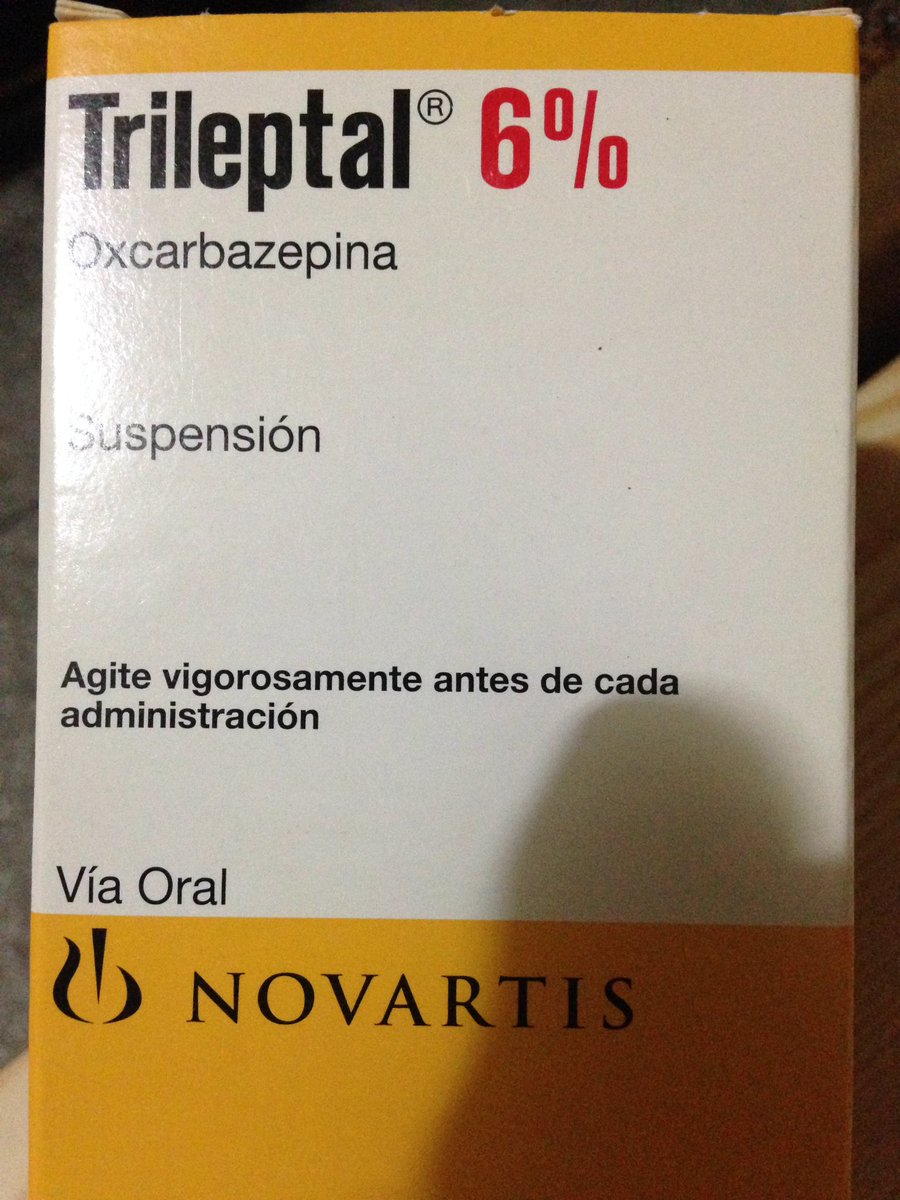 Trileptal® 6%
Oxcarbazepina
Suspensión
Agite vigorosamente antes de cada
administración
Vía Oral
NOVARTIS